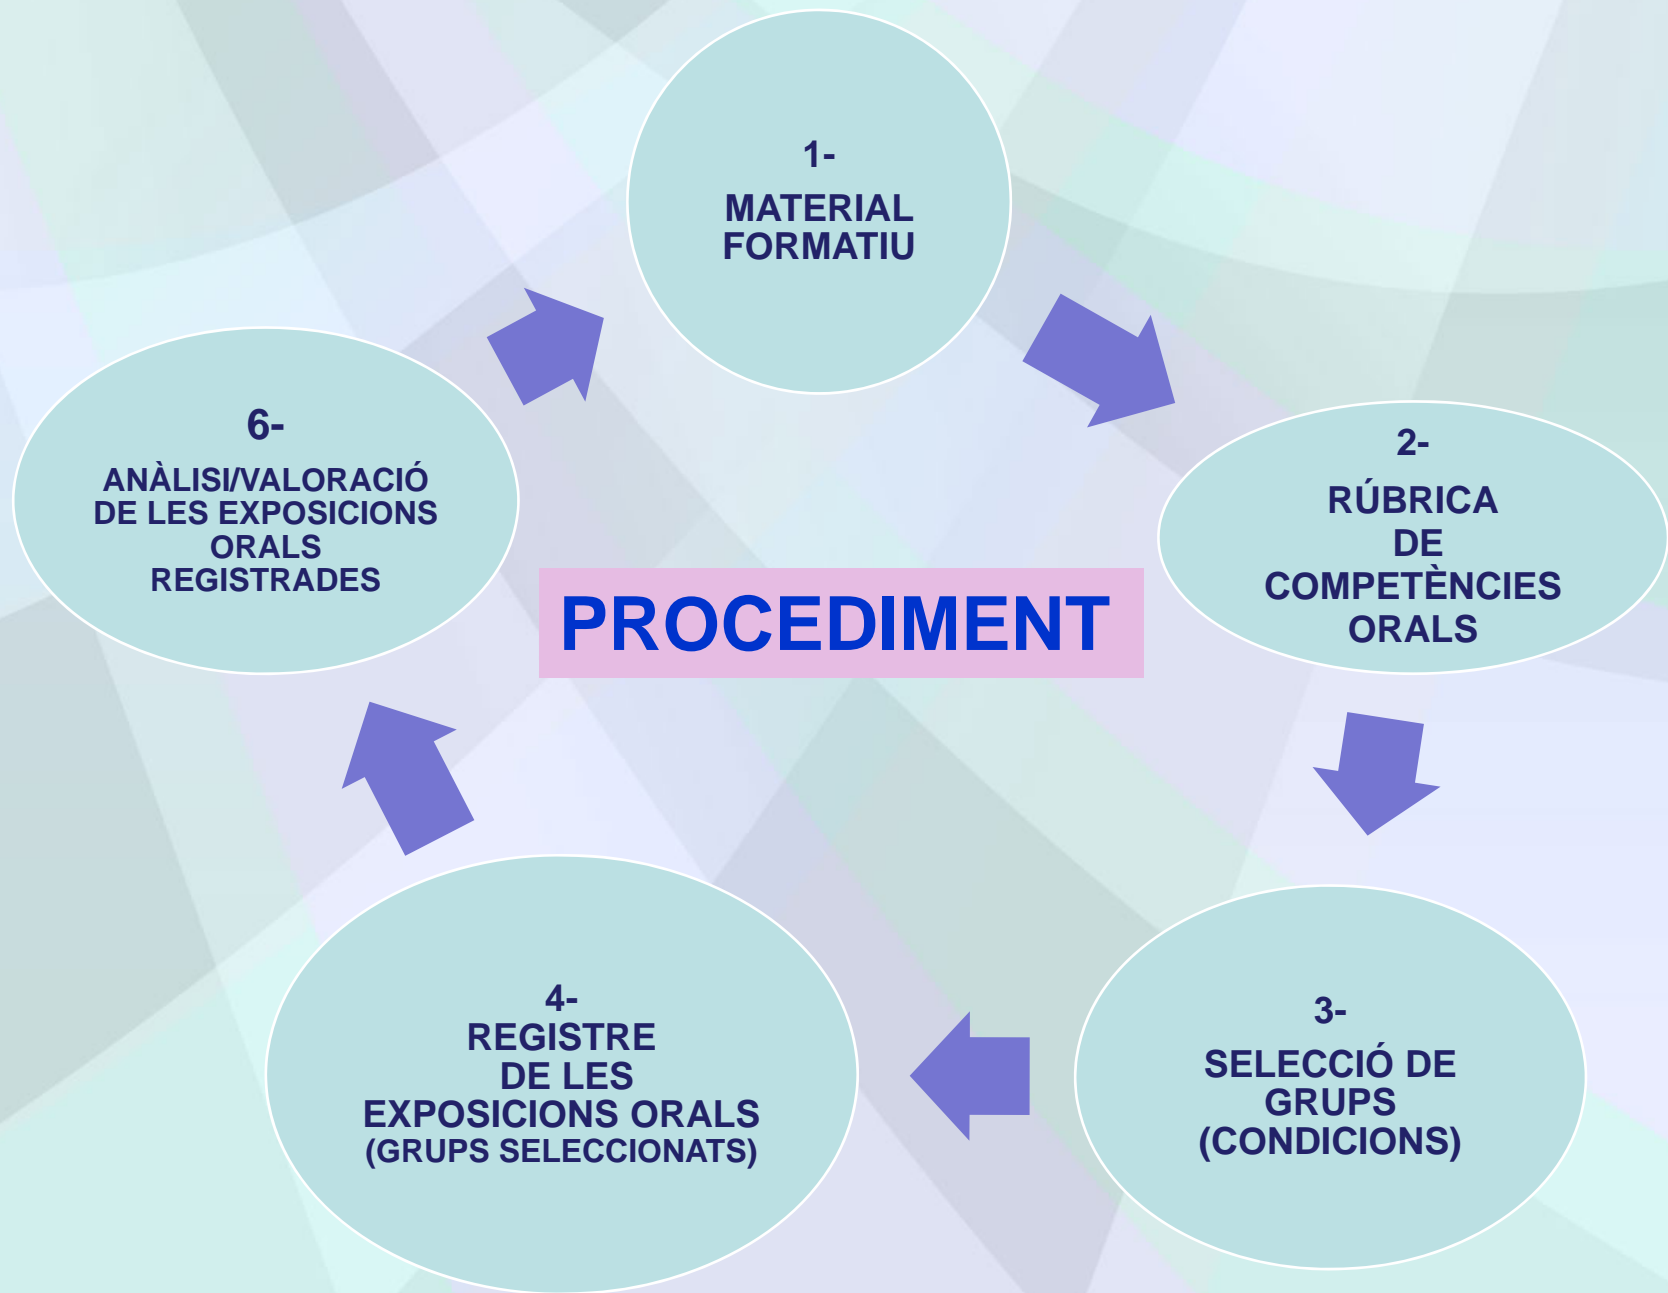 1-
MATERIAL
FORMATIU
2-
RÚBRICA
DE
COMPETÈNCIES
ORALS
3-
SELECCIÓ DE
GRUPS
(CONDICIONS)
4-
REGISTRE
DE LES
EXPOSICIONS ORALS
(GRUPS SELECCIONATS)
6-
ANÀLISI/VALORACIÓ
DE LES EXPOSICIONS
ORALS
REGISTRADES
PROCEDIMENT